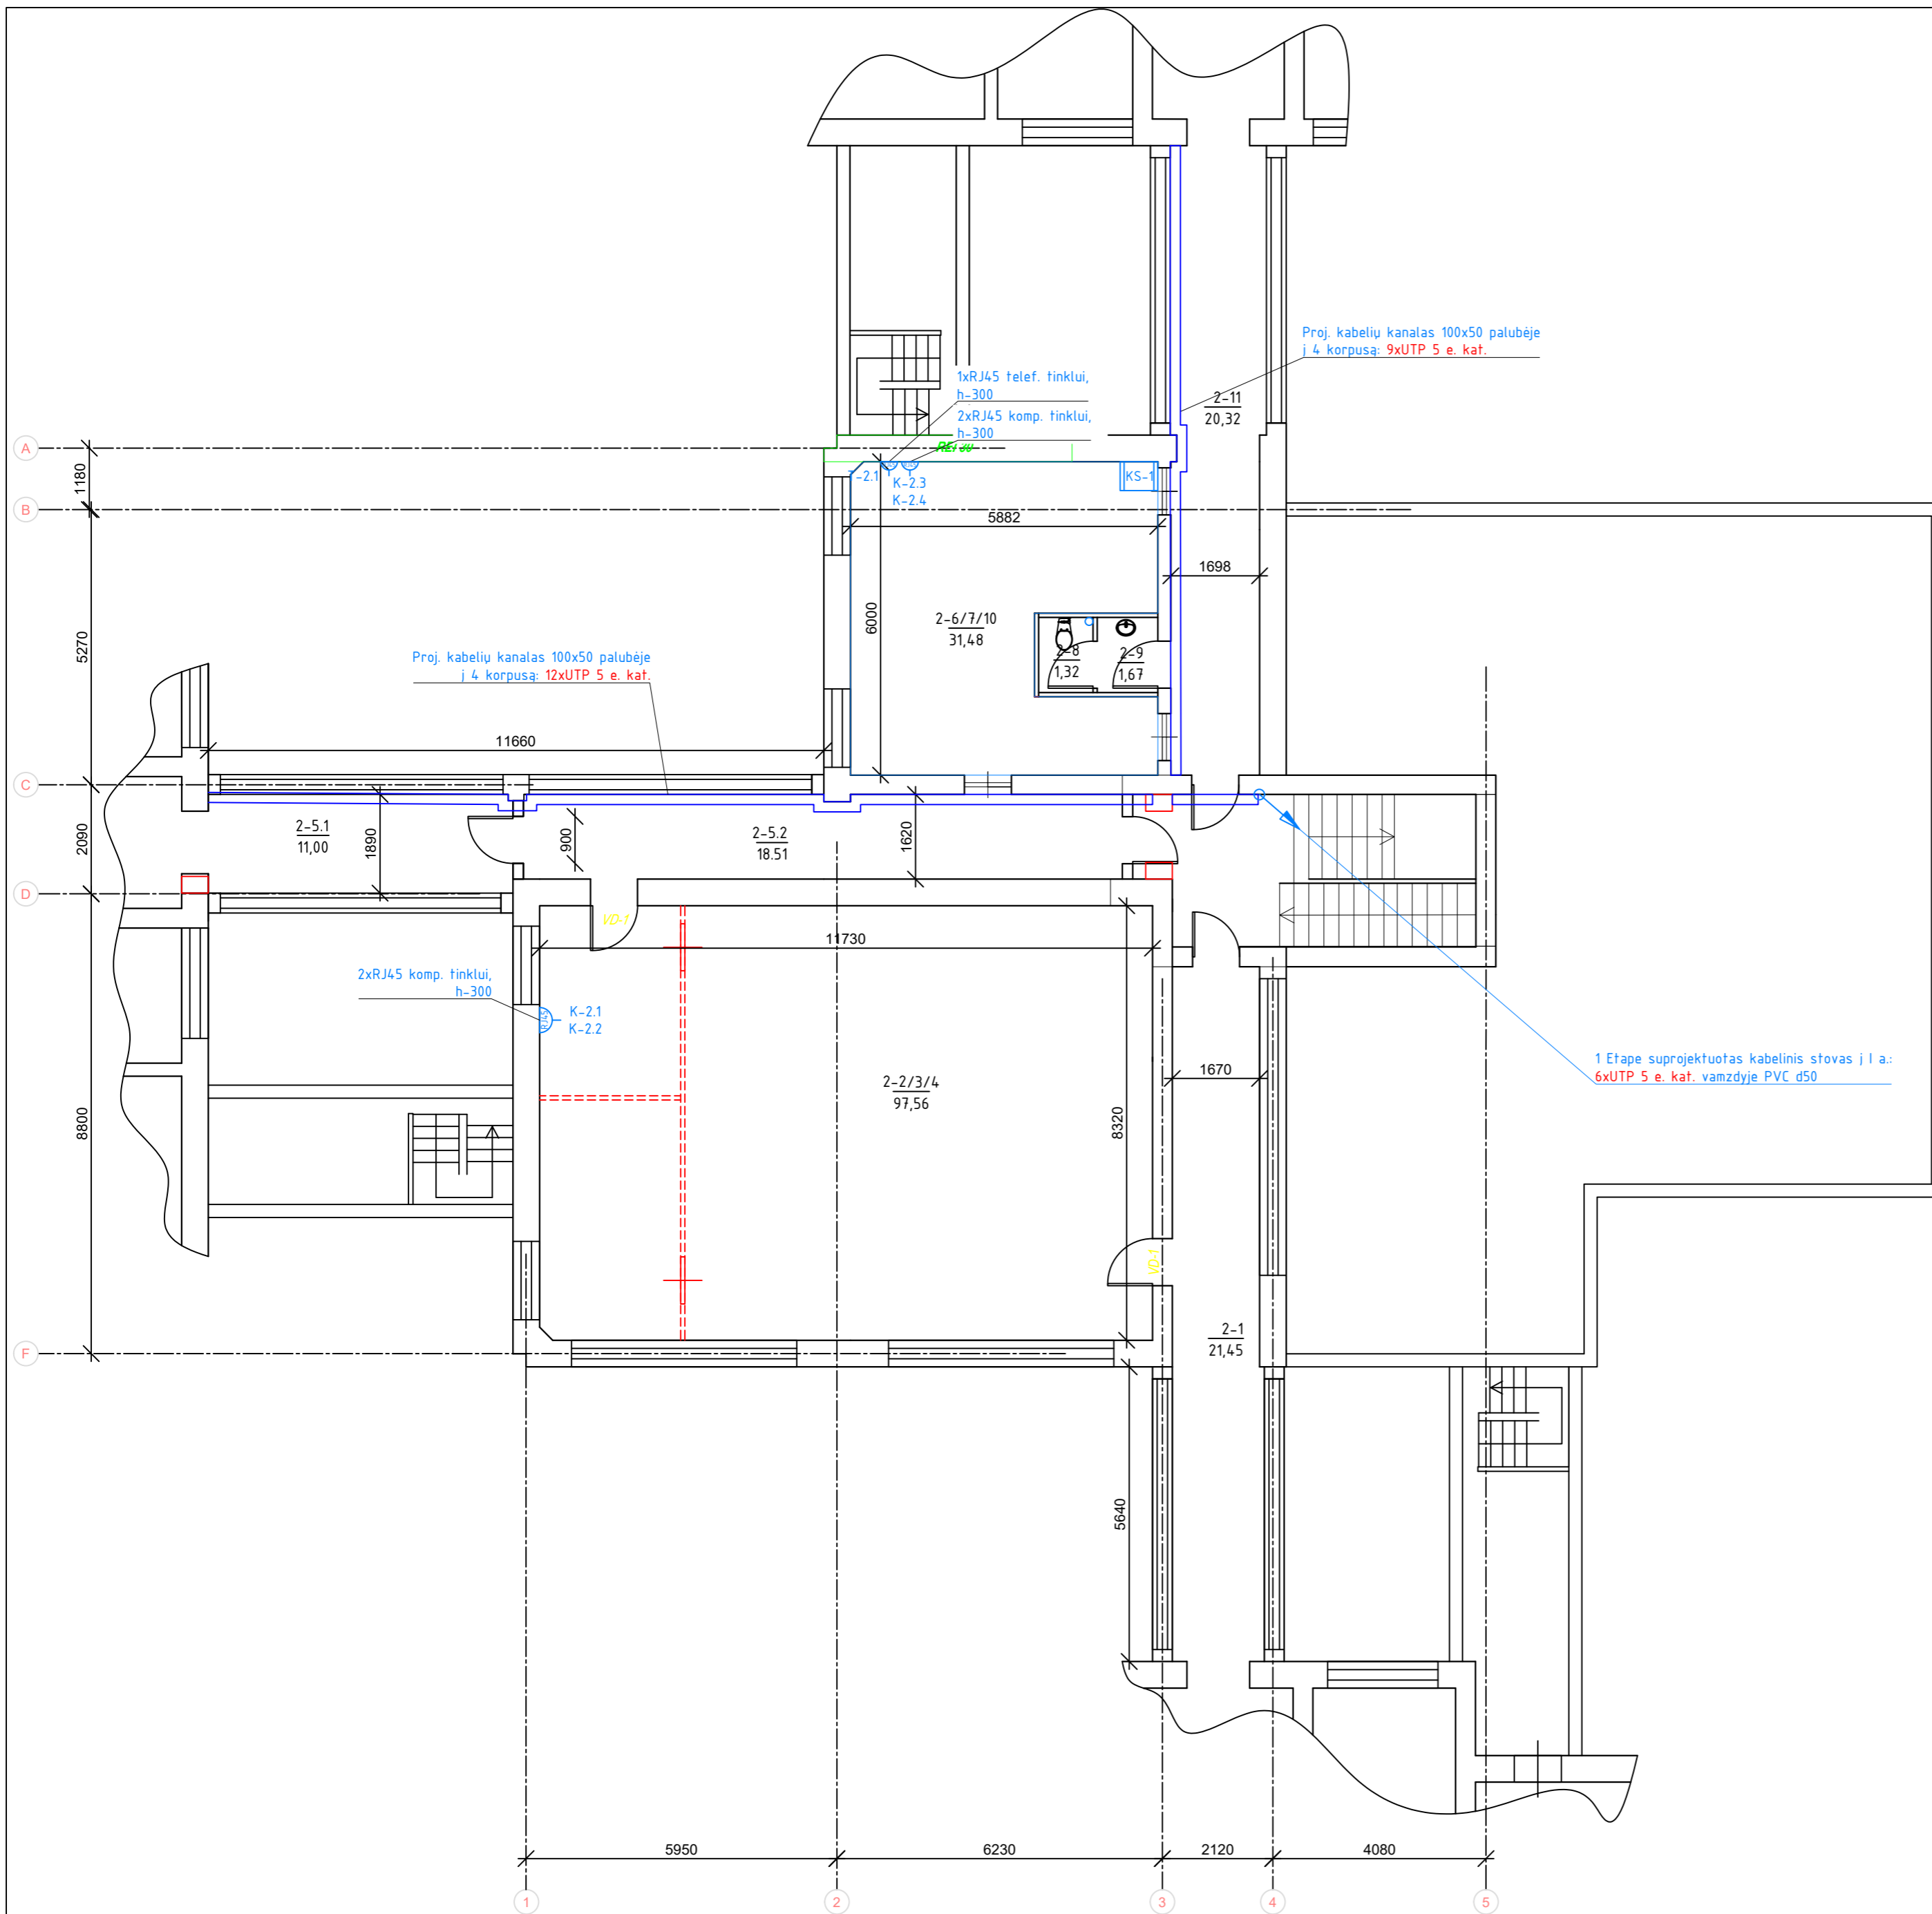 Proj. kabelių kanalas 100x50 palubėje
į 4 korpusą: 9xUTP 5 e. kat.
1xRJ45 telef. tinklui,
h-300
2xRJ45 komp. tinklui,
h-300
2-11
20,32
A
1180
K-2.3
K-2.4
KS-1
B
5882
1698
6000
2-6/7/10
31,48
5270
2-8
1,32
2-9
1,67
Proj. kabelių kanalas 100x50 palubėje
į 4 korpusą: 12xUTP 5 e. kat.
11660
C
2-5.1
11,00
1890
900
2-5.2
18.51
1620
2090
D
VD-1
11730
2xRJ45 komp. tinklui,
h-300
RJ45
K-2.1
K-2.2
1 Etape suprojektuotas kabelinis stovas į I a.:
6xUTP 5 e. kat. vamzdyje PVC d50
1670
2-2/3/4
97,56
8320
8800
VD-1
2-1
21,45
F
5640
5950
6230
2120
4080
1
2
3
4
5